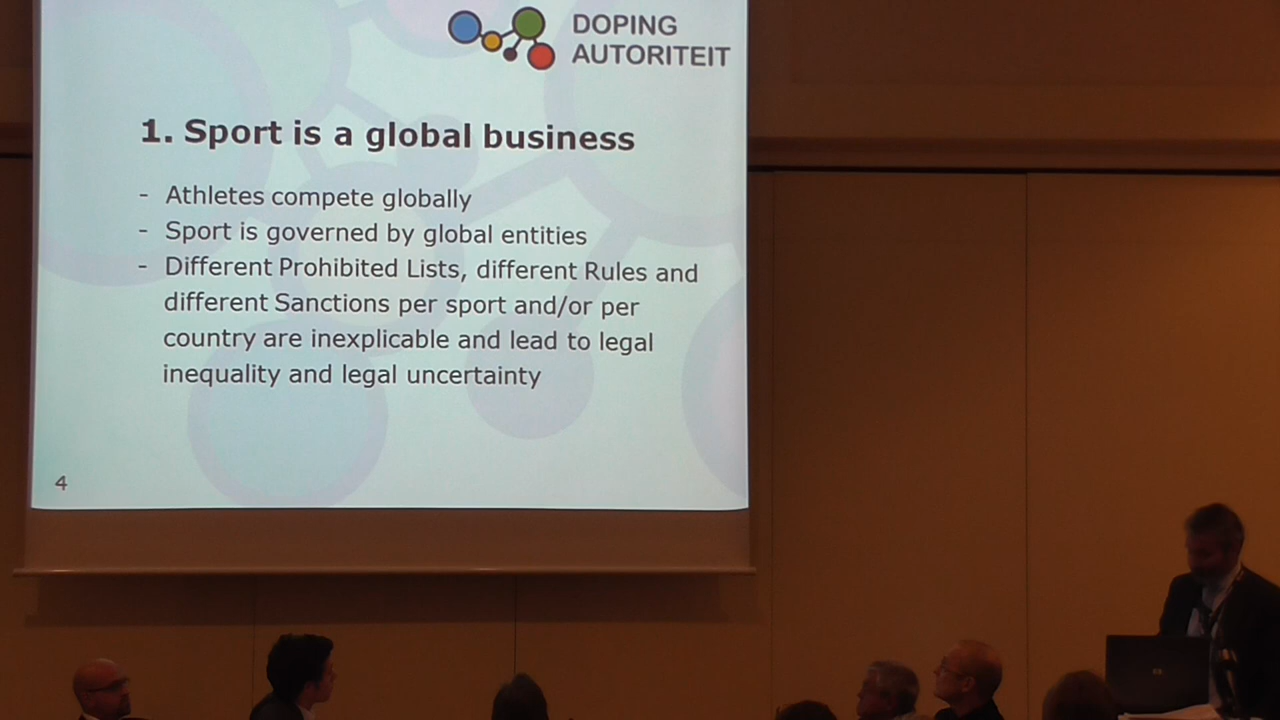 DOPING
AUTORITEIT
1. Sport is a global business
- Athletes compete globally
- Sport is governed by global entities
- Different Prohibited Lists, different Rules and
different Sanctions per sport and/or per
country are inexplicable and lead to legal
inequality and legal uncertainty
4